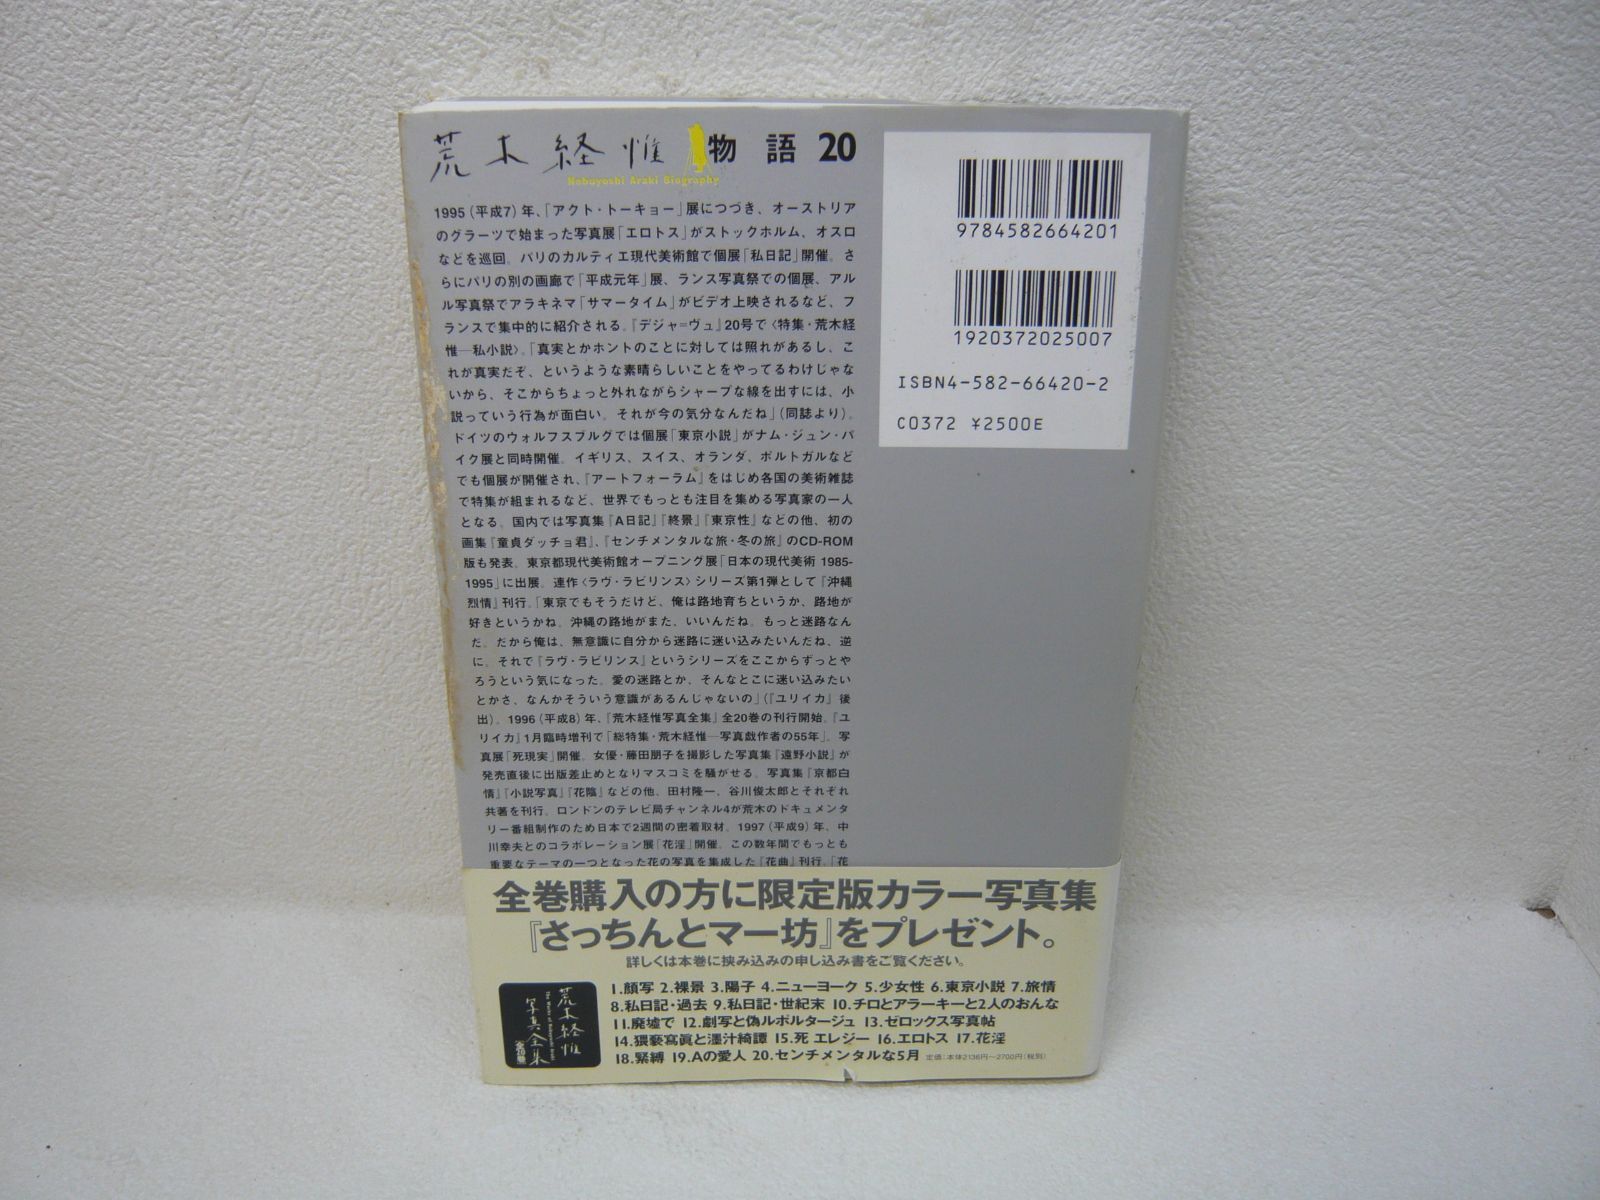 荒木経惟 物語 20
Nobuyoshi Araki Biography
1995（平成7）年、「アクト・トーキョー」展につづき、オーストリア
のグラーツで始まった写真展「エロトス」がストックホルム、オスロ
などを巡回。パリのカルティエ現代美術館で個展「私日記」開催。さ
らにパリの別の画廊で「平成元年」展、ランス写真祭での個展、アル
ル写真祭でアラキネマ「サマータイム」がビデオ上映されるなど、フ
ランスで集中的に紹介される。『デジャ=ヴュ』20号で〈特集・荒木経
惟─私小説〉。「真実とかホントのことに対しては照れがあるし、こ
れが真実だぞ、というような素晴らしいことをやってるわけじゃな
いから、そこからちょっと外れながらシャープな線を出すには、小
説っていう行為が面白い。それが今の気分なんだね」（同誌より）。
ドイツのウォルフスブルグでは個展「東京小説」がナム・ジュン・パ
イク展と同時開催。イギリス、スイス、オランダ、ポルトガルなど
でも個展が開催され、『アートフォーラム』をはじめ各国の美術雑誌
で特集が組まれるなど、世界でもっとも注目を集める写真家の一人
となる。国内では写真集『A日記』『終景』『東京性』などの他、初の
画集『童貞ダッチョ君』、『センチメンタルな旅・冬の旅』のCD-ROM
版も発表。東京都現代美術館オープニング展「日本の現代美術 1985-
1995」に出展。連作〈ラヴ・ラビリンス〉シリーズ第1弾として『沖縄
烈情』刊行。「東京でもそうだけど、俺は路地育ちというか、路地が
好きというかね。沖縄の路地がまた、いいんだね。もっと迷路なん
だ。だから俺は、無意識に自分から迷路に迷い込みたいんだね、逆
に。それで『ラヴ・ラビリンス』というシリーズをここからずっとや
ろうという気になった。愛の迷路とか、そんなとこに迷い込みたい
とかさ、なんかそういう意識があるんじゃないの」（『ユリイカ』後
出）。1996（平成8）年、『荒木経惟写真全集』全20巻の刊行開始。『ユ
リイカ』1月臨時増刊で「総特集・荒木経惟─写真戯作者の55年」。写
真展「死現実」開催。女優・藤田朋子を撮影した写真集『遠野小説』が
発売直後に出版差止めとなりマスコミを騒がせる。写真集『京都白
情』『小説写真』『花陰』などの他、田村隆一、谷川俊太郎とそれぞれ
共著を刊行。ロンドンのテレビ局チャンネル4が荒木のドキュメンタ
リー番組制作のため日本で2週間の密着取材。1997（平成9）年、中
川幸夫とのコラボレーション展「花淫」開催。この数年間でもっとも
重要なテーマの一つとなった花の写真を集成した『花曲』刊行。「花
9784582664201
1920372025007
ISBN4-582-66420-2
C0372 ¥2500E
全巻購入の方に限定版カラー写真集
『さっちんとマー坊』をプレゼント。
詳しくは本巻に挟み込みの申し込み書をご覧ください。
荒木経惟
The Works of Nobuyoshi Araki
写真全集
全20巻
1.顔写 2.裸景 3.陽子 4.ニューヨーク 5.少女性 6.東京小説 7.旅情
8.私日記・過去 9.私日記・世紀末 10.チロとアラーキーと2人のおんな
11.廃墟で 12.劇写と偽ルポルタージュ 13.ゼロックス写真帖
14.猥褻寫眞と墨汁綺譚 15.死 エレジー 16.エロトス 17.花淫
18.緊縛 19.Aの愛人 20.センチメンタルな5月 定価:本体2136円〜2700円（税別）